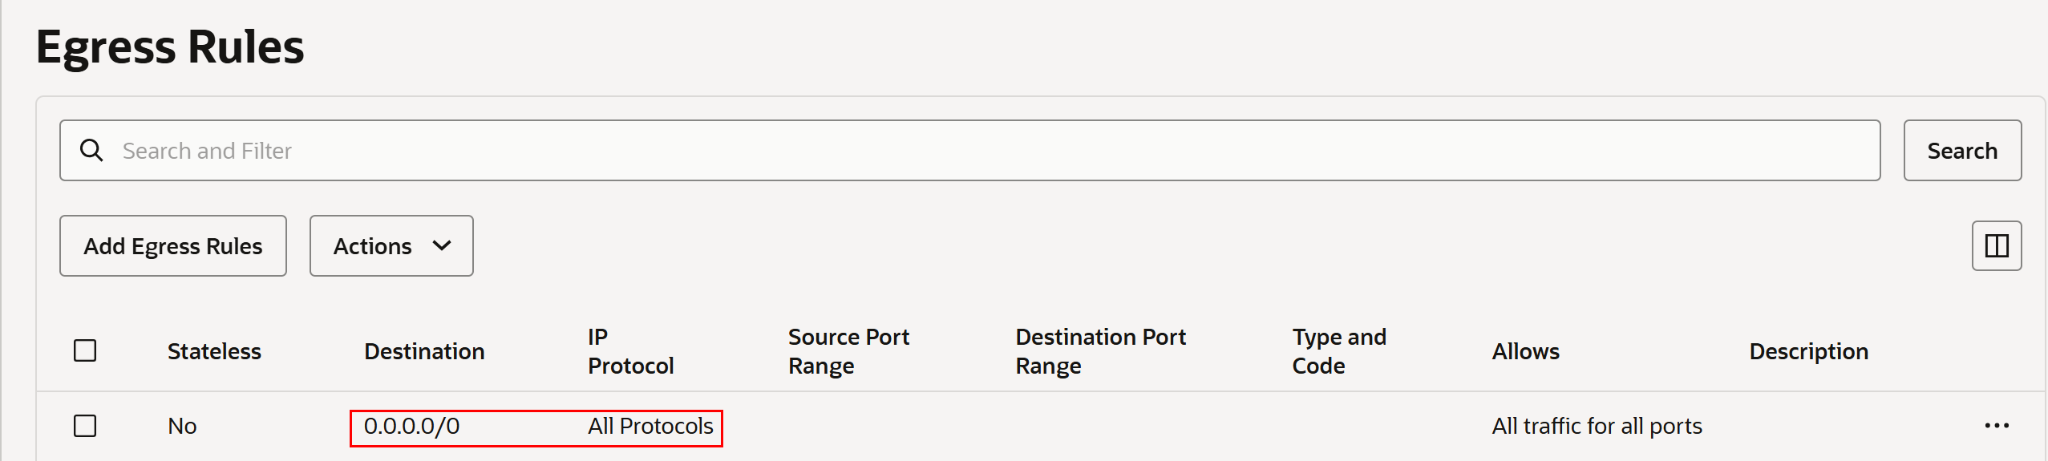 Egress Rules
Search and Filter
Search
Add Egress Rules
Actions
Stateless
Destination
IP
Protocol
Source Port
Range
Destination Port
Range
Type and
Code
Allows
Description
No
0.0.0.0/0
All Protocols
All traffic for all ports